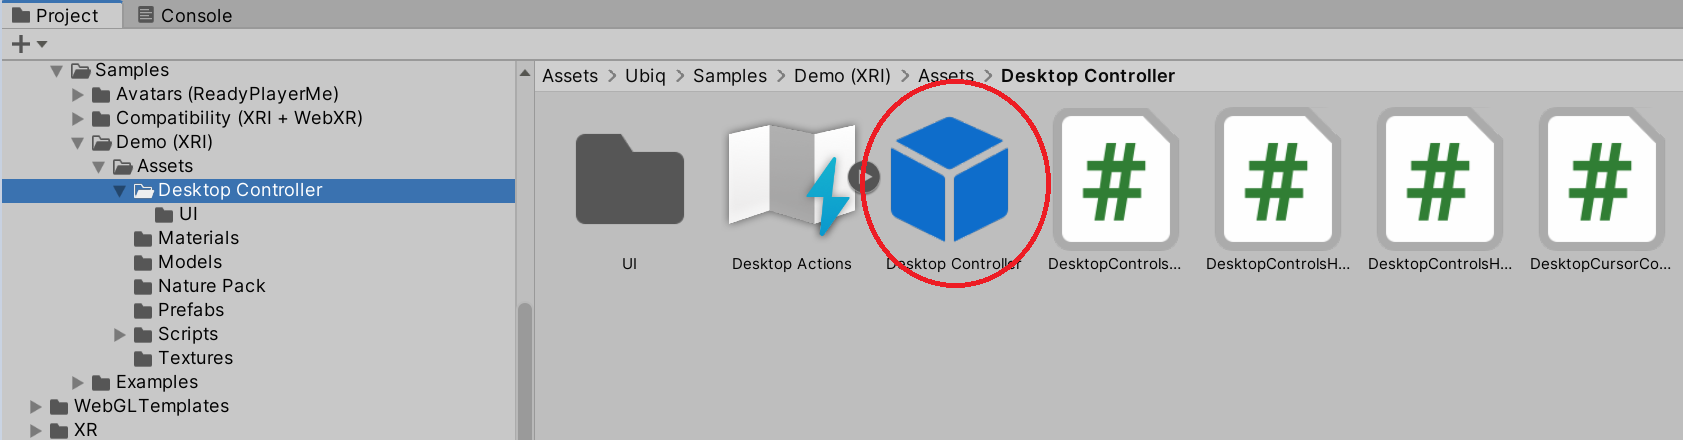 Project
Console
Samples
Avatars (ReadyPlayerMe)
Compatibility (XRI + WebXR)
Demo (XRI)
Assets
Desktop Controller
UI
Materials
Models
Nature Pack
Prefabs
Scripts
Textures
Examples
WebGLTemplates
XR
Assets > Ubiq > Samples > Demo (XRI) > Assets > Desktop Controller
UI
Desktop Actions
Desktop Controller
DesktopControls...
DesktopControlsH...
DesktopControlsH...
DesktopCursorCo...